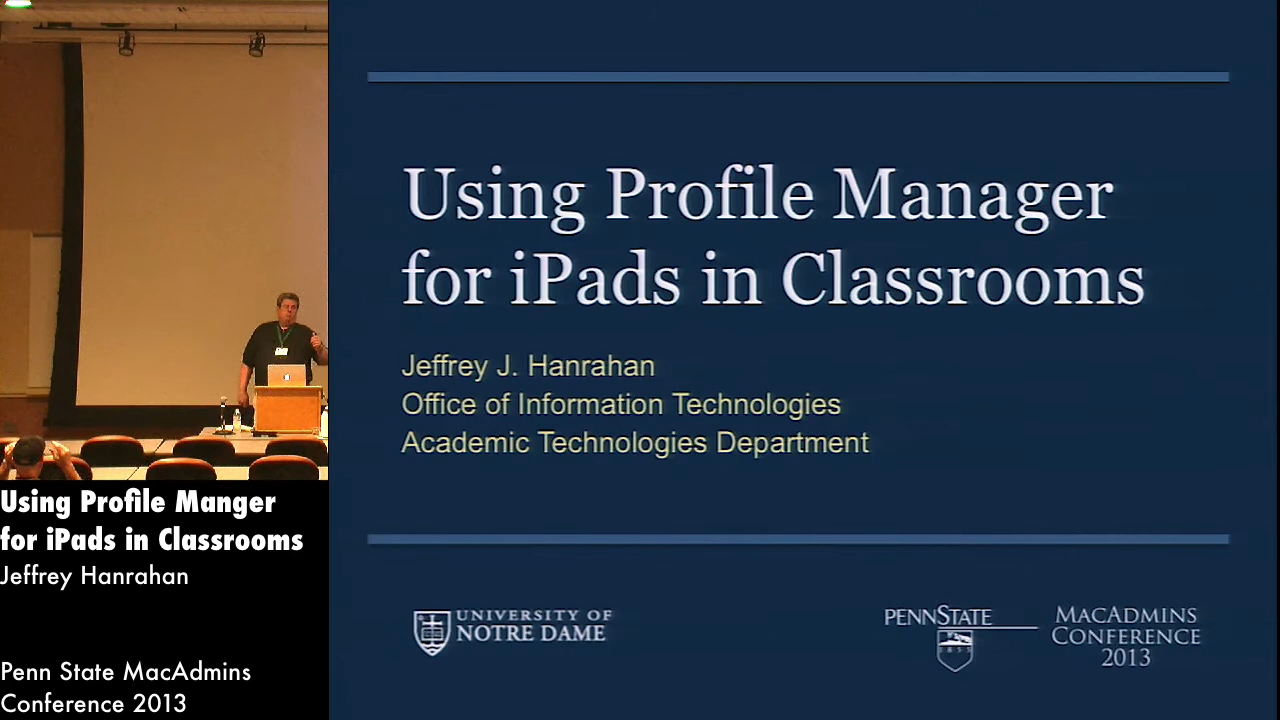 Using Profile Manager
for iPads in Classrooms
Jeffrey J. Hanrahan
Office of Information Technologies
Academic Technologies Department
UNIVERSITY OF
NOTRE DAME
PENNSTATE
1855
MACADMINS
CONFERENCE
2013
Using Profile Manger
for iPads in Classrooms
Jeffrey Hanrahan
Penn State MacAdmins
Conference 2013